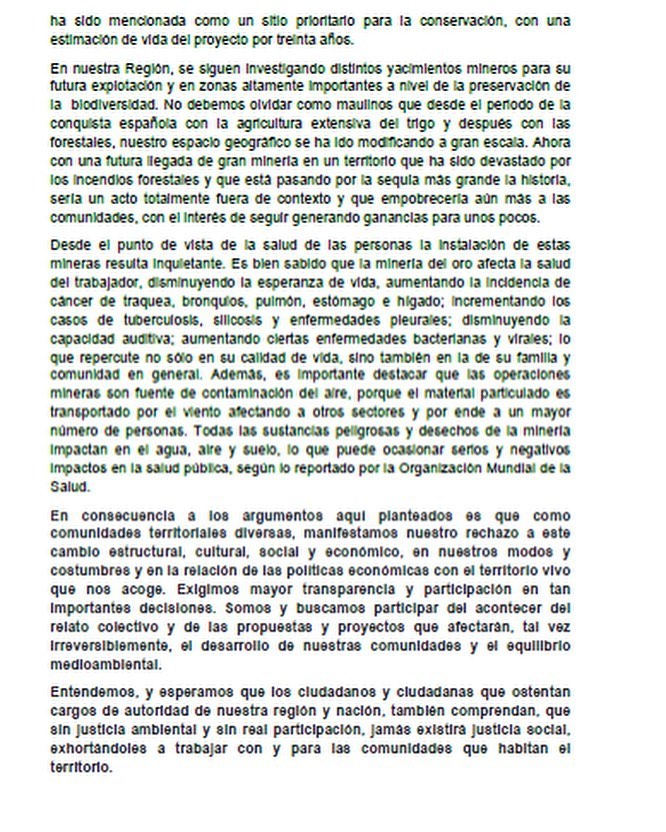 ha sido mencionada como un sitio prioritario para la conservación, con una
estimación de vida del proyecto por treinta años.
En nuestra Región, se siguen investigando distintos yacimientos mineros para su
futura explotación y en zonas altamente importantes a nivel de la preservación de
la biodiversidad. No debemos olvidar como maulinos que desde el periodo de la
conquista española con la agricultura extensiva del trigo y después con las
forestales, nuestro espacio geográfico se ha ido modificando a gran escala. Ahora
con una futura llegada de gran minería en un territorio que ha sido devastado por
los incendios forestales y que está pasando por la sequia más grande la historia,
sería un acto totalmente fuera de contexto y que empobrecería aún más a las
comunidades, con el interés de seguir generando ganancias para unos pocos.
Desde el punto de vista de la salud de las personas la instalación de estas
mineras resulta inquietante. Es bien sabido que la minería del oro afecta la salud
del trabajador, disminuyendo la esperanza de vida, aumentando la incidencia de
cáncer de traquea, bronquios, pulmón, estómago e hígado; incrementando los
casos de tuberculosis, silicosis y enfermedades pleurales; disminuyendo la
capacidad auditiva; aumentando ciertas enfermedades bacterianas y virales; lo
que repercute no sólo en su calidad de vida, sino también en la de su familia y
comunidad en general. Además, es importante destacar que las operaciones
mineras son fuente de contaminación del aire, porque el material particulado es
transportado por el viento afectando a otros sectores y por ende a un mayor
número de personas. Todas las sustancias peligrosas y desechos de la minería
impactan en el agua, aire y suelo, lo que puede ocasionar serios y negativos
impactos en la salud pública, según lo reportado por la Organización Mundial de la
Salud.
En consecuencia a los argumentos aquí planteados es que como
comunidades territoriales diversas, manifestamos nuestro rechazo a este
cambio estructural, cultural, social y económico, en nuestros modos y
costumbres y en la relación de las políticas económicas con el territorio vivo
que nos acoge. Exigimos mayor transparencia y participación en tan
importantes decisiones. Somos y buscamos participar del acontecer del
relato colectivo y de las propuestas y proyectos que afectarán, tal vez
irreversiblemente, el desarrollo de nuestras comunidades y el equilibrio
medioambiental.
Entendemos, y esperamos que los ciudadanos y ciudadanas que ostentan
cargos de autoridad de nuestra región y nación, también comprendan, que
sin justicia ambiental y sin real participación, jamás existirá justicia social,
exhortándoles a trabajar con y para las comunidades que habitan el
territorio.